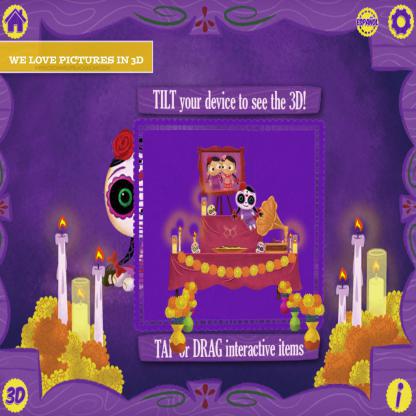 ESPAÑOL
WE LOVE PICTURES IN 3D
TILT your device to see the 3D!
TAP or DRAG interactive items
3D
i